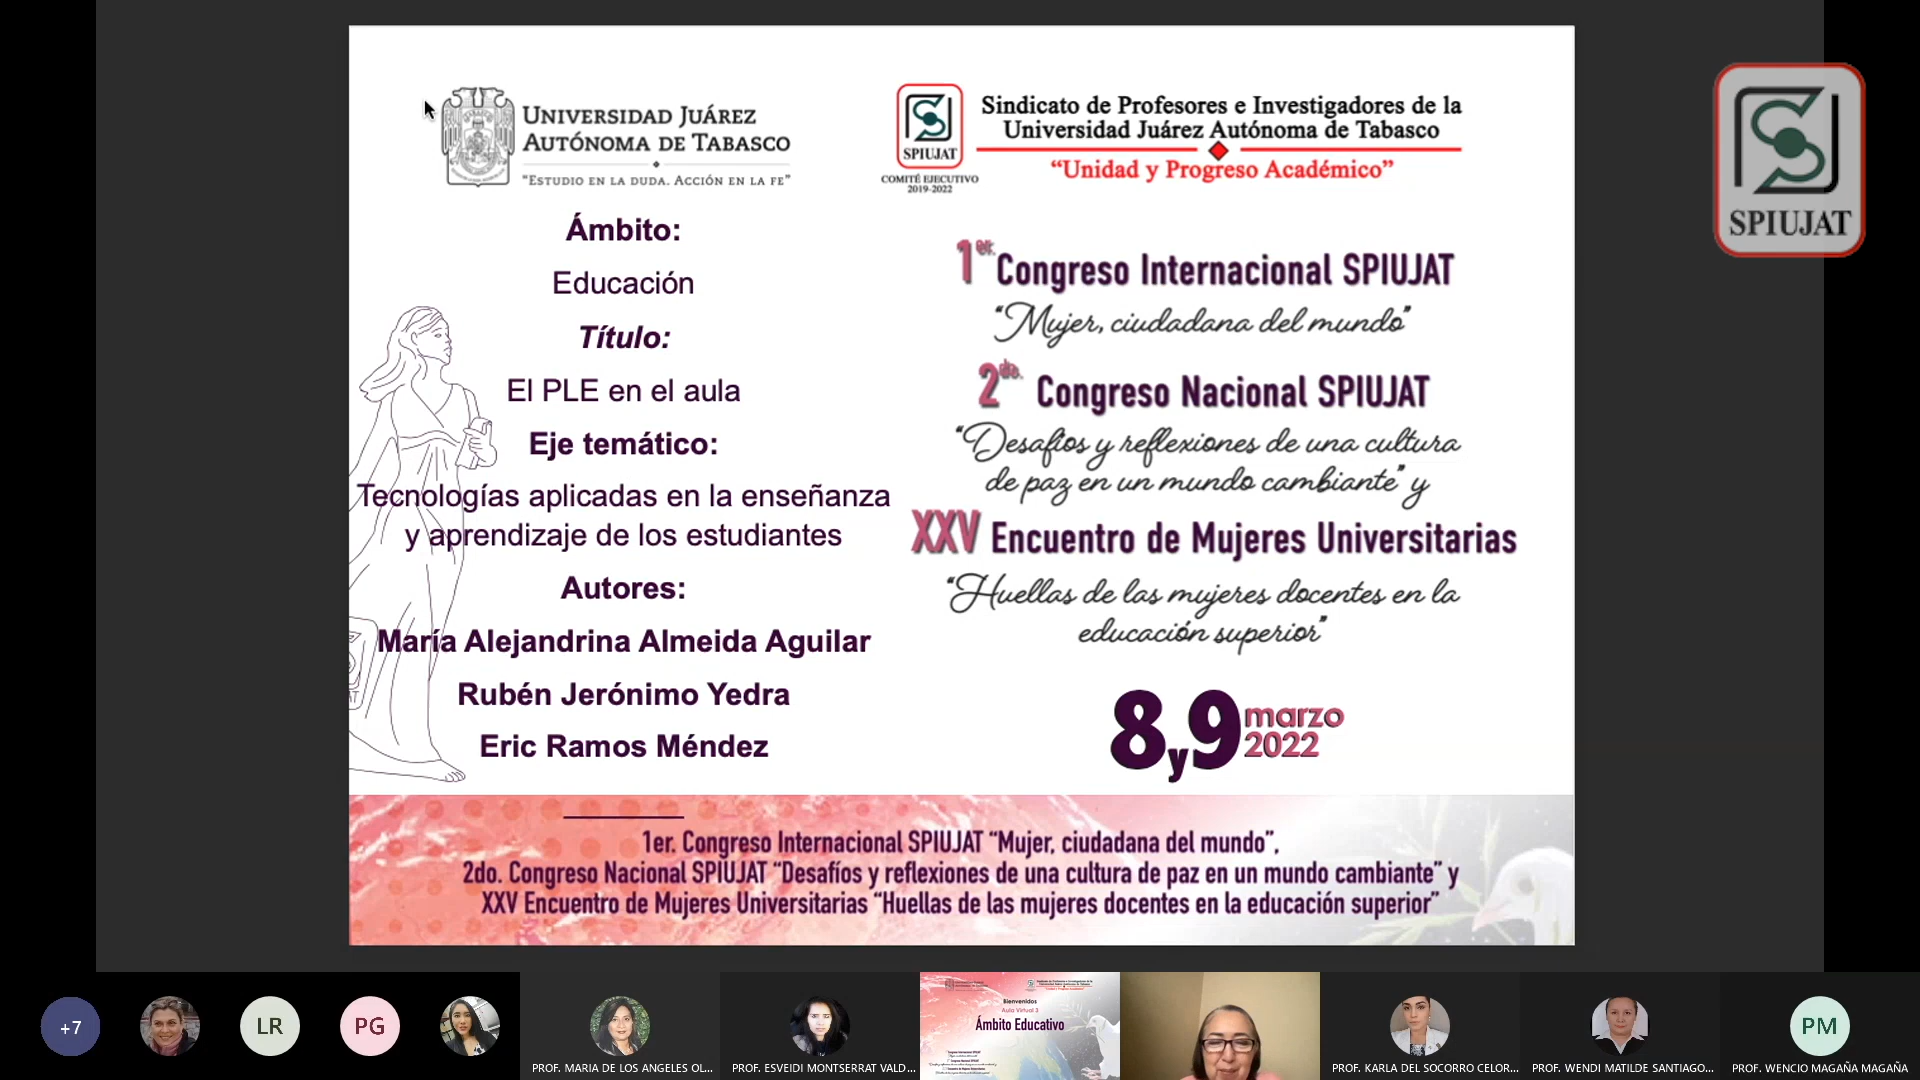 UNIVERSIDAD JUÁREZ
AUTÓNOMA DE TABASCO
“ESTUDIO EN LA DUDA. ACCIÓN EN LA FE”
SPIUJAT
COMITÉ EJECUTIVO
2019-2022
Sindicato de Profesores e Investigadores de la
Universidad Juárez Autónoma de Tabasco
“Unidad y Progreso Académico”
SPIUJAT
Ámbito:
Educación
Título:
El PLE en el aula
Eje temático:
Tecnologías aplicadas en la enseñanza
y aprendizaje de los estudiantes
Autores:
María Alejandrina Almeida Aguilar
Rubén Jerónimo Yedra
Eric Ramos Méndez
1er. Congreso Internacional SPIUJAT
“Mujer, ciudadana del mundo”
2do. Congreso Nacional SPIUJAT
“Desafíos y reflexiones de una cultura
de paz en un mundo cambiante” y
XXV Encuentro de Mujeres Universitarias
“Huellas de las mujeres docentes en la
educación superior”
8 y 9 marzo
2022
1er. Congreso Internacional SPIUJAT “Mujer, ciudadana del mundo”,
2do. Congreso Nacional SPIUJAT “Desafíos y reflexiones de una cultura de paz en un mundo cambiante” y
XXV Encuentro de Mujeres Universitarias “Huellas de las mujeres docentes en la educación superior”
+7
LR
PG
PROF. MARIA DE LOS ANGELES OL...
PROF. ESVEIDI MONTSERRAT VALD...
Bienvenidos
Aula Virtual 3
Ámbito Educativo
PROF. KARLA DEL SOCORRO CELOR...
PROF. WENDI MATILDE SANTIAGO...
PM
PROF. WENCIO MAGAÑA MAGAÑA